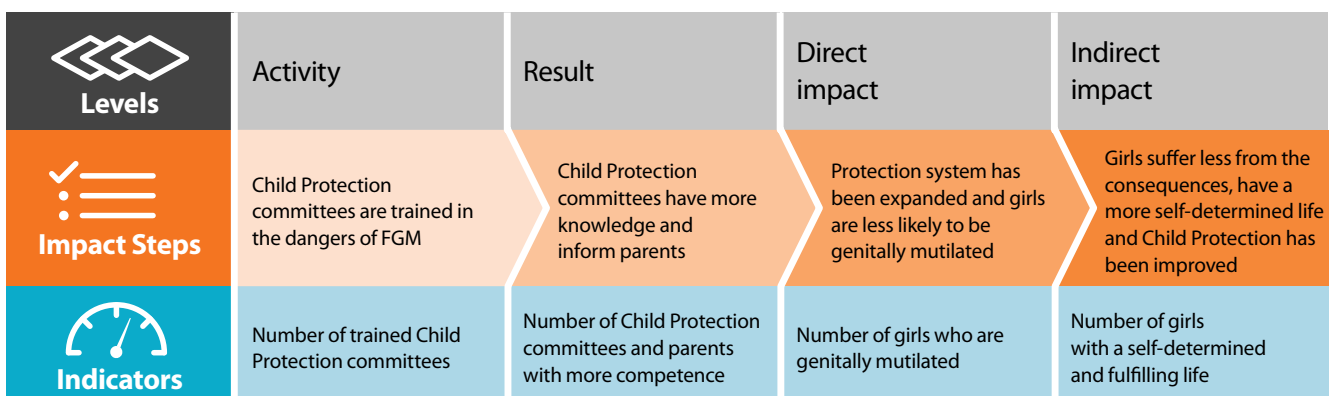 Levels
Activity
Result
Direct
impact
Indirect
impact
Impact Steps
Child Protection
committees are trained in
the dangers of FGM
Child Protection
committees have more
knowledge and
inform parents
Protection system has
been expanded and girls
are less likely to be
genitally mutilated
Girls suffer less from the
consequences, have a
more self-determined life
and Child Protection has
been improved
Indicators
Number of trained Child
Protection committees
Number of Child Protection
committees and parents
with more competence
Number of girls who are
genitally mutilated
Number of girls
with a self-determined
and fulfilling life